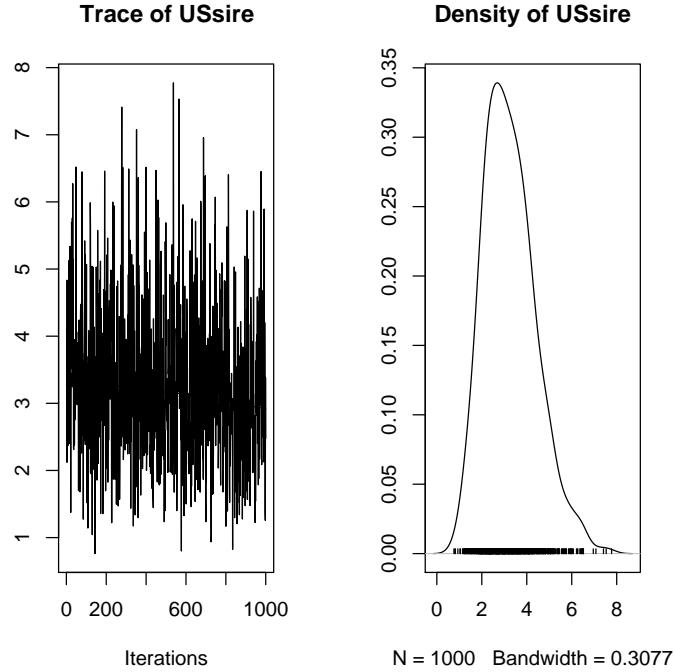 Trace of USsire
8
7
6
5
4
3
2
1
0 200 600 1000
Iterations
Density of USsire
0.35
0.30
0.25
0.20
0.15
0.10
0.05
0.00
0 2 4 6 8
N = 1000 Bandwidth = 0.3077